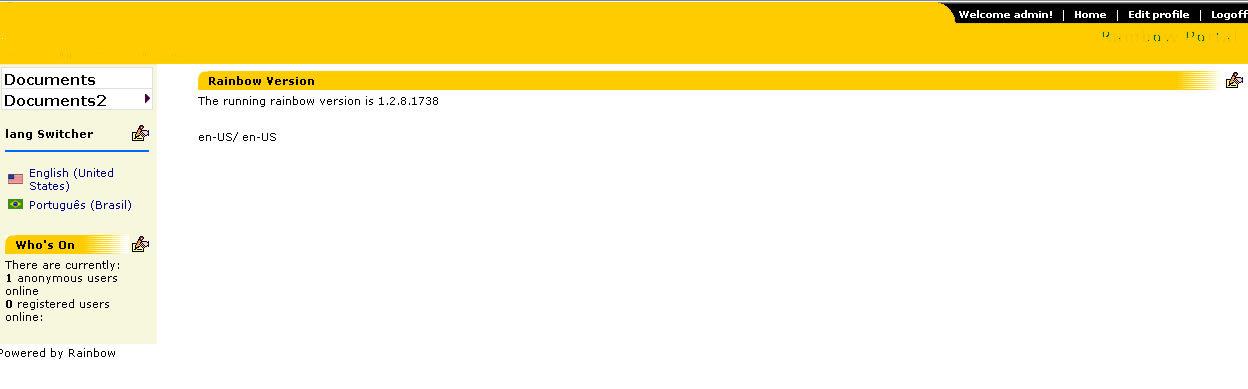 Welcome admin! | Home | Edit profile | Logoff
Rainbow Portal
Documents
Documents2
lang Switcher
English (United
States)
Português (Brasil)
Who's On
There are currently:
1 anonymous users
online
0 registered users
online:
Powered by Rainbow
Rainbow Version
The running rainbow version is 1.2.8.1738
en-US/ en-US